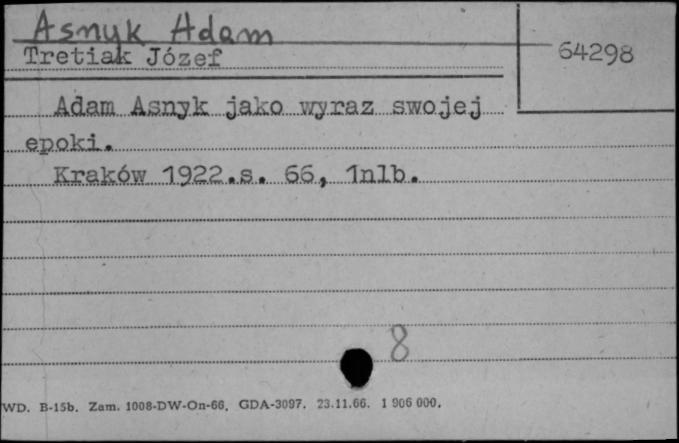 Asnyk Adam
64298
Tretiak Józef
Adam Asnyk jako wyraz swojej
epoki.
Kraków 1922.s. 66, 1nlb.
8
WD. B-15b. Zam. 1008-DW-On-66. GDA-3097. 23.11.66. 1 906 000.